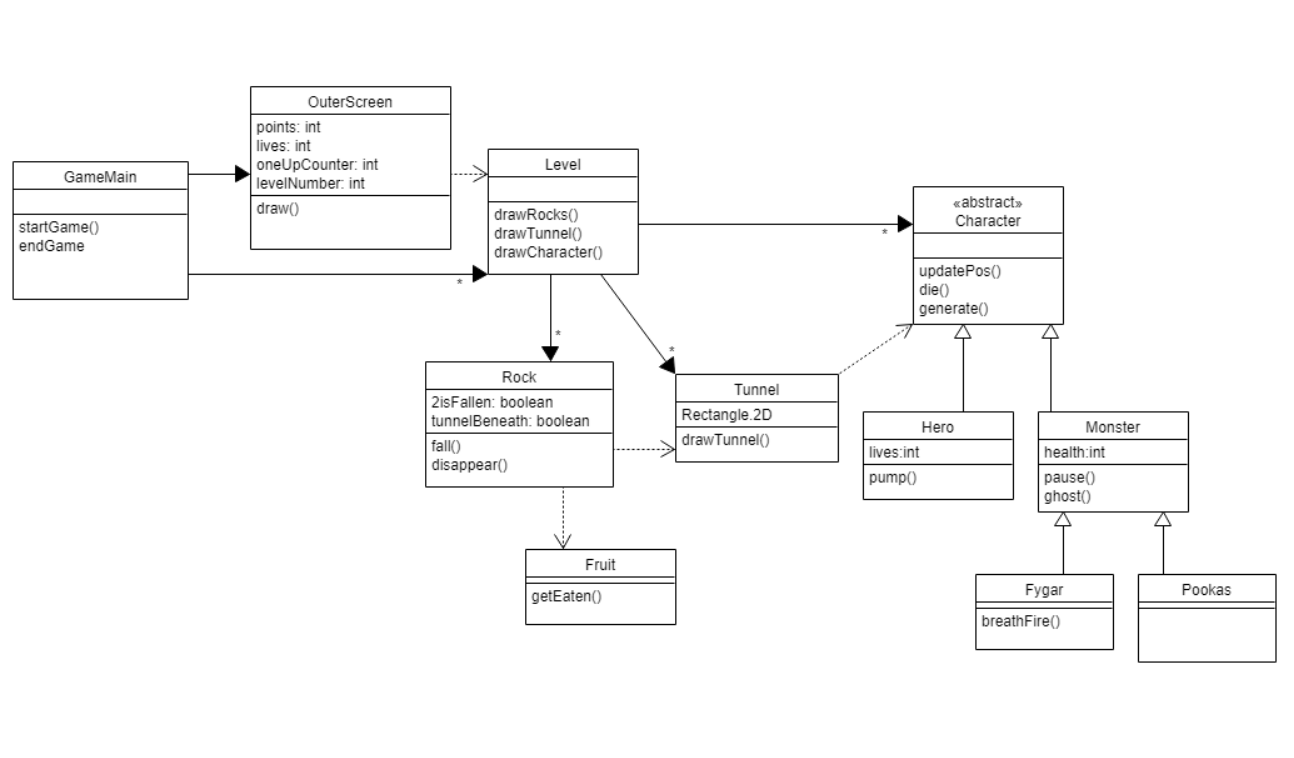 GameMain
startGame()
endGame
OuterScreen
points: int
lives: int
oneUpCounter: int
levelNumber: int
draw()
*
Level
drawRocks()
drawTunnel()
drawCharacter()
*
*
*
«abstract»
Character
updatePos()
die()
generate()
Rock
2isFallen: boolean
tunnelBeneath: boolean
fall()
disappear()
Tunnel
Rectangle.2D
drawTunnel()
Hero
lives:int
pump()
Monster
health:int
pause()
ghost()
Fruit
getEaten()
Fygar
breathFire()
Pookas